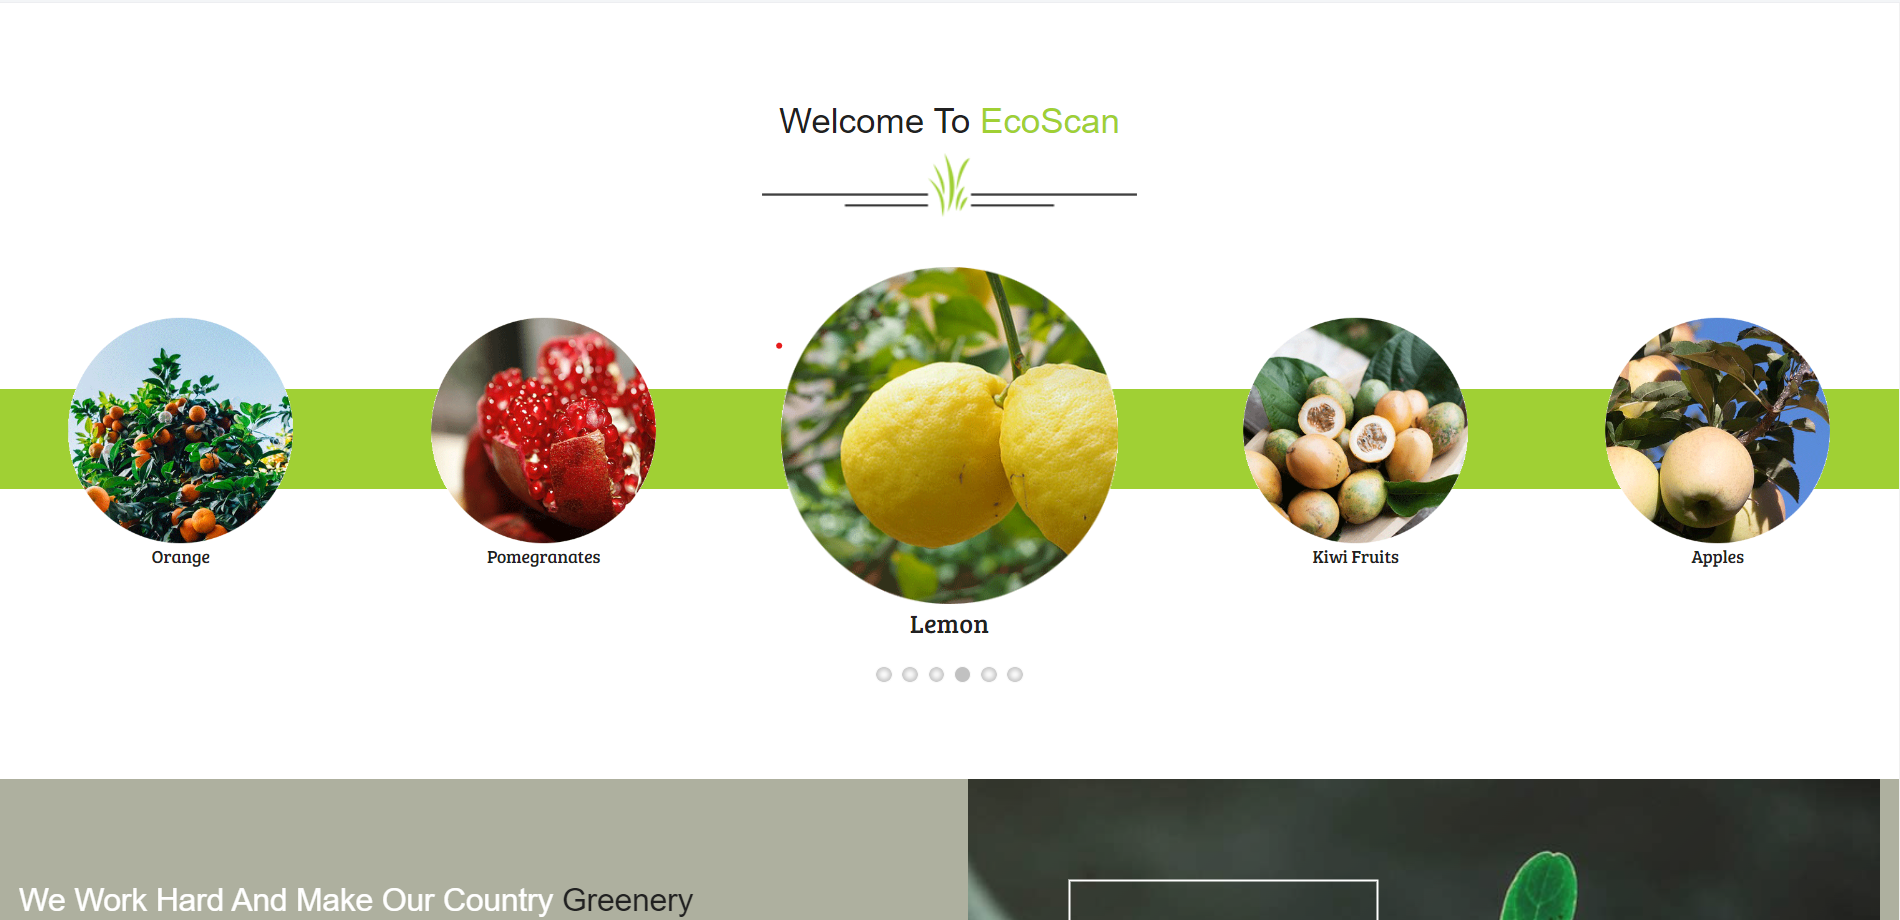 Welcome To EcoScan
Orange
Pomegranates
Lemon
Kiwi Fruits
Apples
We Work Hard And Make Our Country Greenery